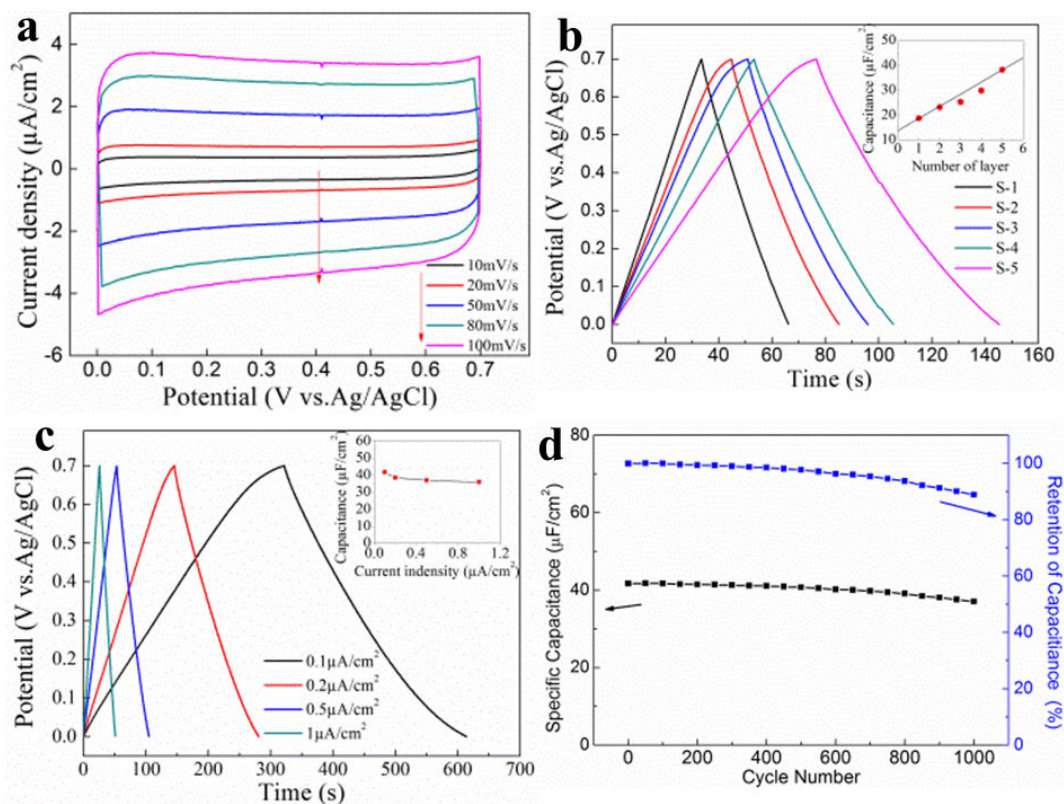 a
Current density (μA/cm²)
4
2
0
-2
-4
-6
10mV/s
20mV/s
50mV/s
80mV/s
100mV/s
0.0 0.1 0.2 0.3 0.4 0.5 0.6 0.7
Potential (V vs.Ag/AgCl)
b
Potential (V vs.Ag/AgCl)
0.7
0.6
0.5
0.4
0.3
0.2
0.1
0.0
Capacitance (μF/cm²)
50
40
30
20
10
0 1 2 3 4 5 6
Number of layer
S-1
S-2
S-3
S-4
S-5
0 20 40 60 80 100 120 140 160
Time (s)
c
Potential (V vs.Ag/AgCl)
0.7
0.6
0.5
0.4
0.3
0.2
0.1
0.0
Capacitance (μF/cm²)
60
50
40
30
20
10
0
0.0 0.4 0.8 1.2
Current indensity (μA/cm²)
0.1μA/cm²
0.2μA/cm²
0.5μA/cm²
1μA/cm²
0 100 200 300 400 500 600 700
Time (s)
d
Specific Capacitance (μF/cm²)
80
60
40
20
0
0 200 400 600 800 1000
Cycle Number
100
80
60
40
20
0
Retention of Capacitiance
(%)